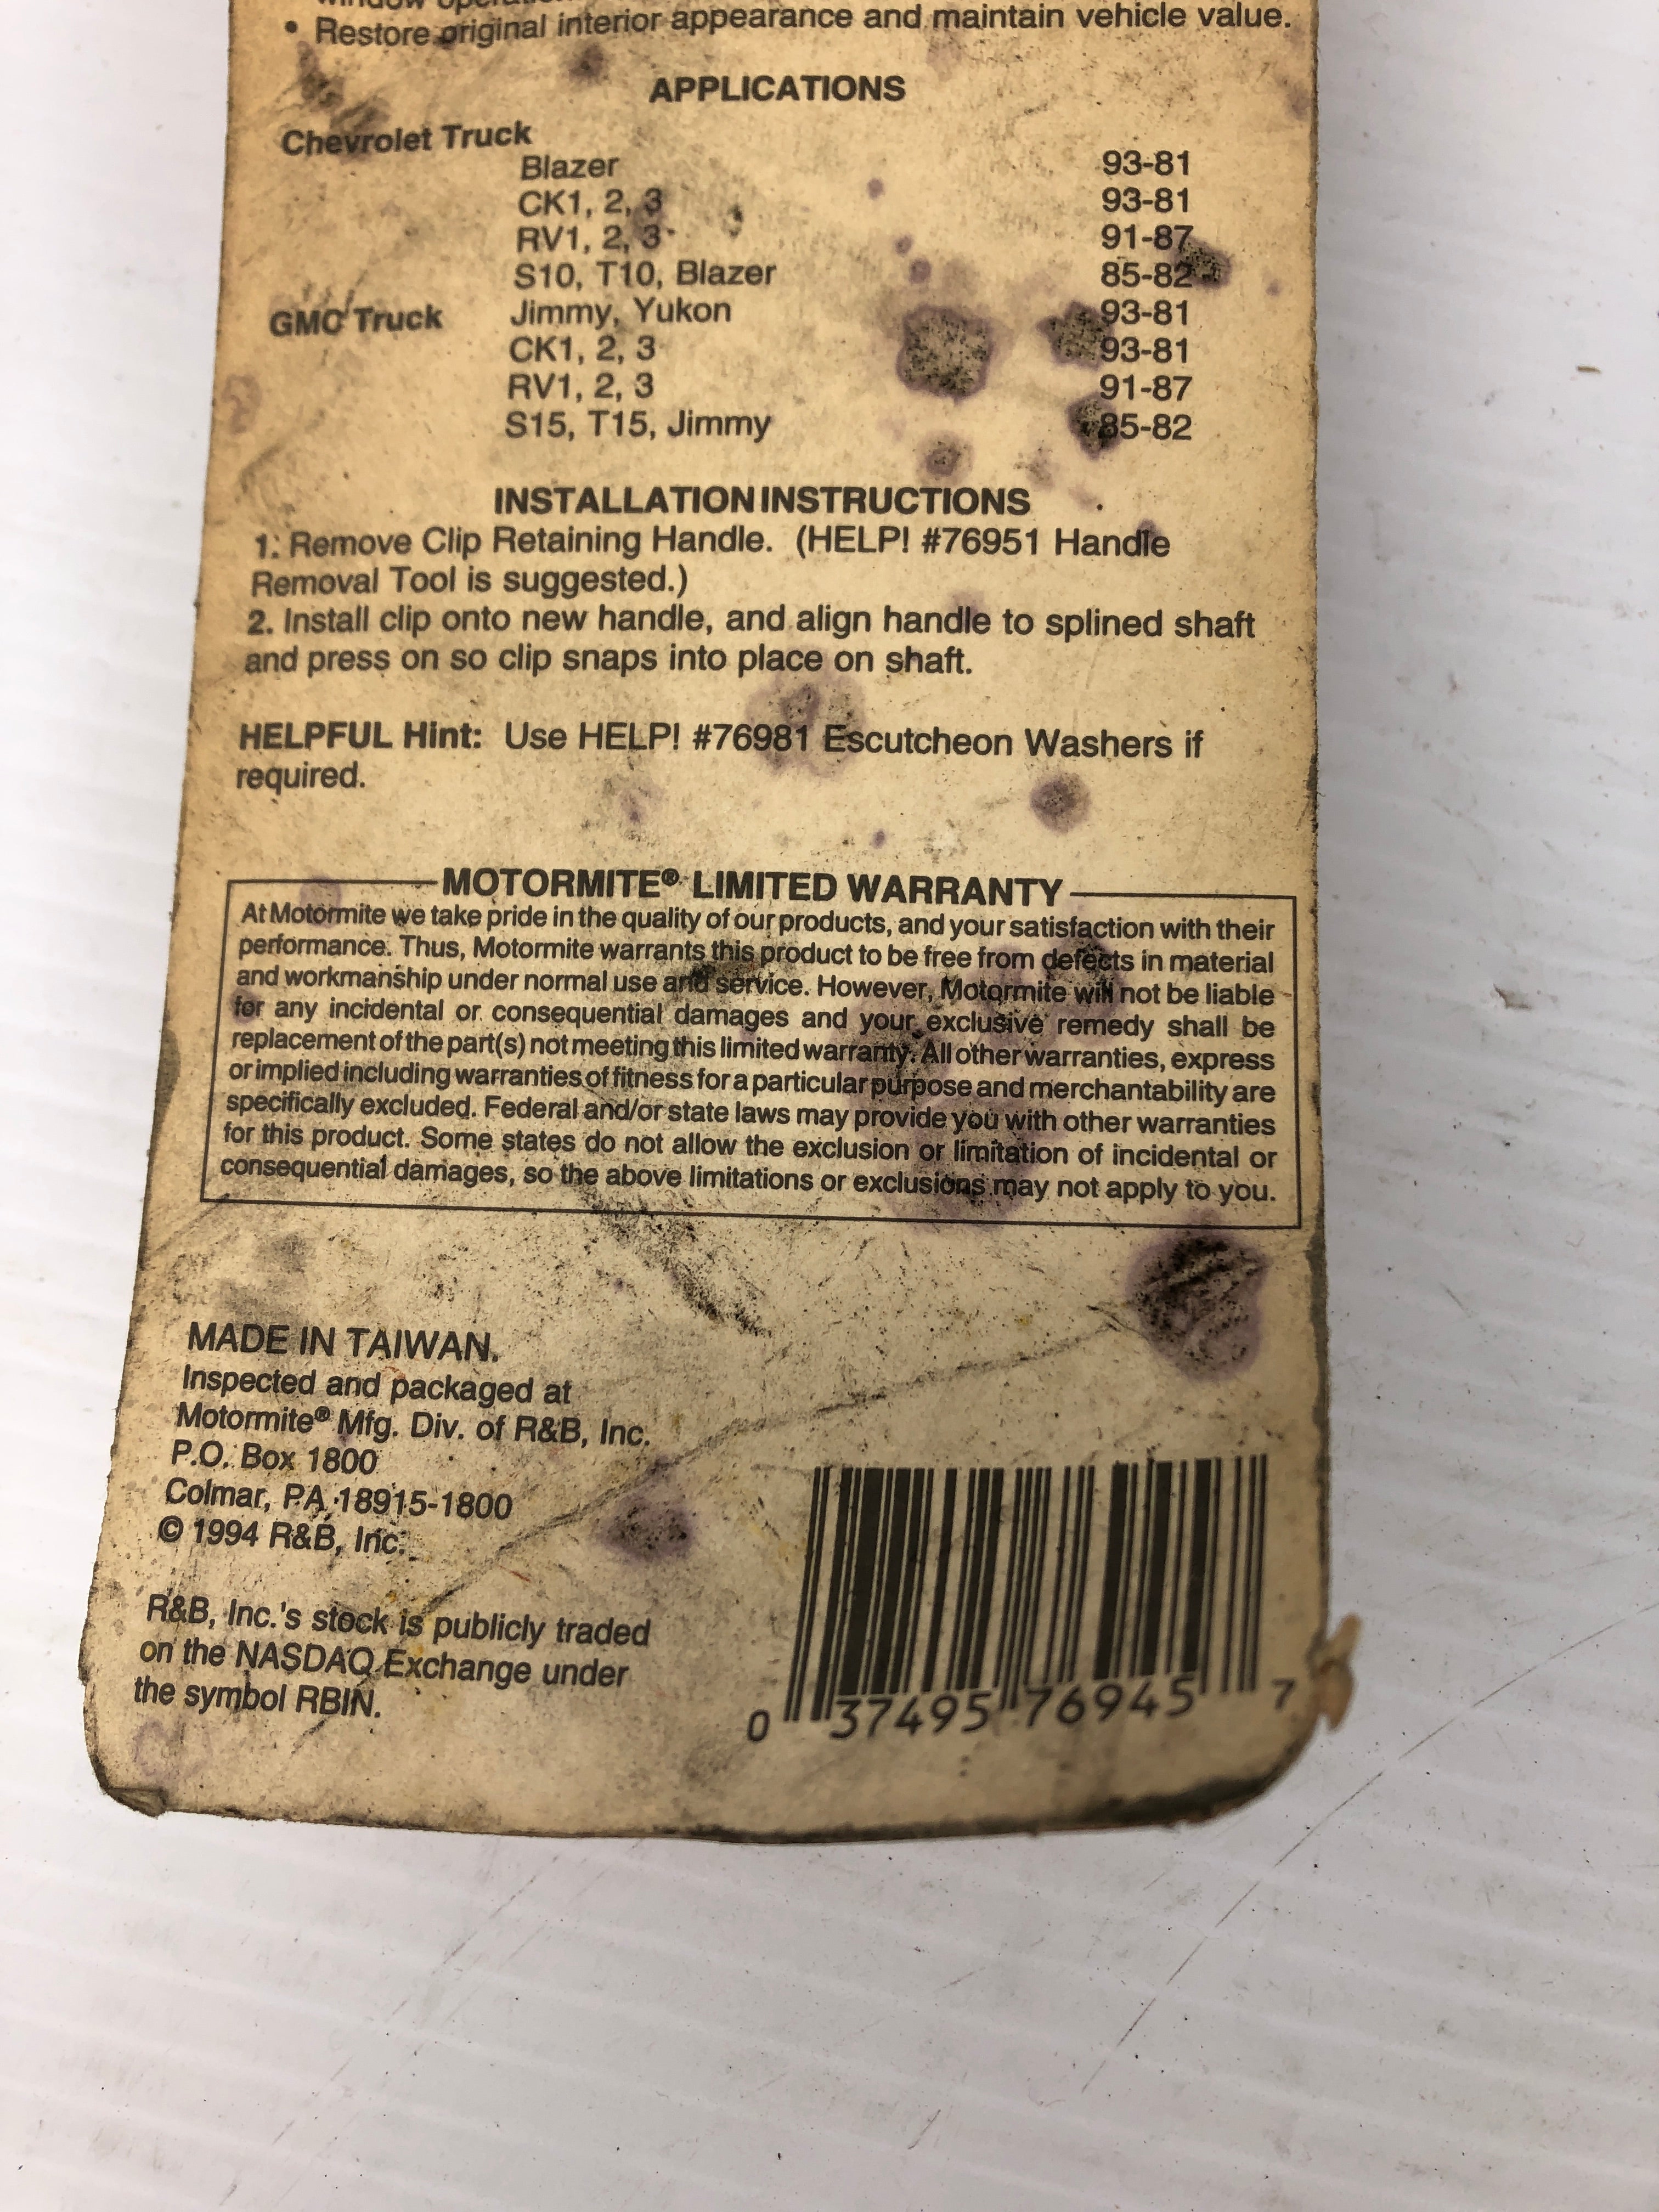 window operation
• Restore original interior appearance and maintain vehicle value.
APPLICATIONS
Chevrolet Truck
Blazer 93-81
CK1, 2, 3 93-81
RV1, 2, 3 91-87
S10, T10, Blazer 85-82
GMC Truck Jimmy, Yukon 93-81
CK1, 2, 3 93-81
RV1, 2, 3 91-87
S15, T15, Jimmy 85-82
INSTALLATION INSTRUCTIONS
1. Remove Clip Retaining Handle. (HELP! #76951 Handle
Removal Tool is suggested.)
2. Install clip onto new handle, and align handle to splined shaft
and press on so clip snaps into place on shaft.
HELPFUL Hint: Use HELP! #76981 Escutcheon Washers if
required.
MOTORMITE® LIMITED WARRANTY
At Motormite we take pride in the quality of our products, and your satisfaction with their
performance. Thus, Motormite warrants this product to be free from defects in material
and workmanship under normal use and service. However, Motormite will not be liable
for any incidental or consequential damages and your exclusive remedy shall be
replacement of the part(s) not meeting this limited warranty. All other warranties, express
or implied including warranties of fitness for a particular purpose and merchantability are
specifically excluded. Federal and/or state laws may provide you with other warranties
for this product. Some states do not allow the exclusion or limitation of incidental or
consequential damages, so the above limitations or exclusions may not apply to you.
MADE IN TAIWAN.
Inspected and packaged at
Motormite® Mfg. Div. of R&B, Inc.
P.O. Box 1800
Colmar, PA 18915-1800
© 1994 R&B, Inc.
R&B, Inc.'s stock is publicly traded
on the NASDAQ Exchange under
the symbol RBIN.
0 37495 76945 7